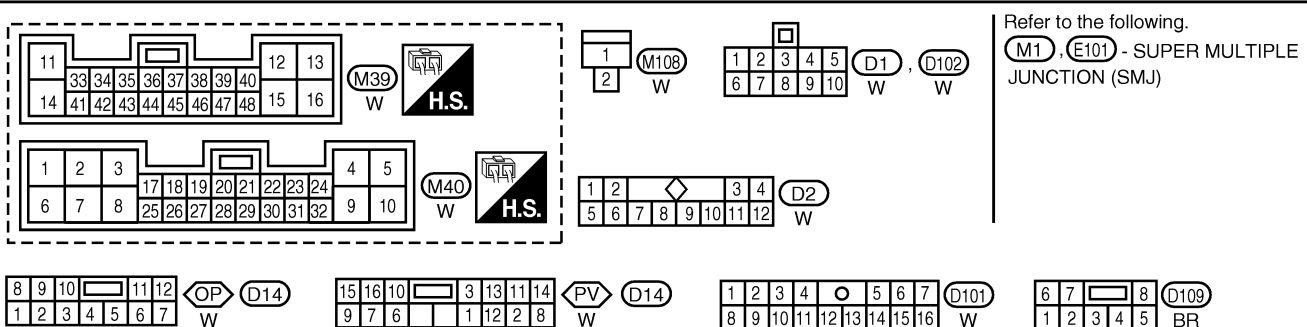 11 12 13
33 34 35 36 37 38 39 40
14 41 42 43 44 45 46 47 48 15 16
M39
W
H.S.
1 2 3 4 5
17 18 19 20 21 22 23 24
6 7 8 25 26 27 28 29 30 31 32 9 10
M40
W
H.S.
1
2
M108
W
1 2 3 4 5
6 7 8 9 10
D1 , D102
W W
1 2 3 4
5 6 7 8 9 10 11 12
D2
W
Refer to the following.
M1 , E101 - SUPER MULTIPLE
JUNCTION (SMJ)
8 9 10 11 12
1 2 3 4 5 6 7
OP D14
W
15 16 10 3 13 11 14
9 7 6 1 12 2 8
PV D14
W
1 2 3 4 5 6 7
8 9 10 11 12 13 14 15 16
D101
W
6 7 8
1 2 3 4 5
D109
BR